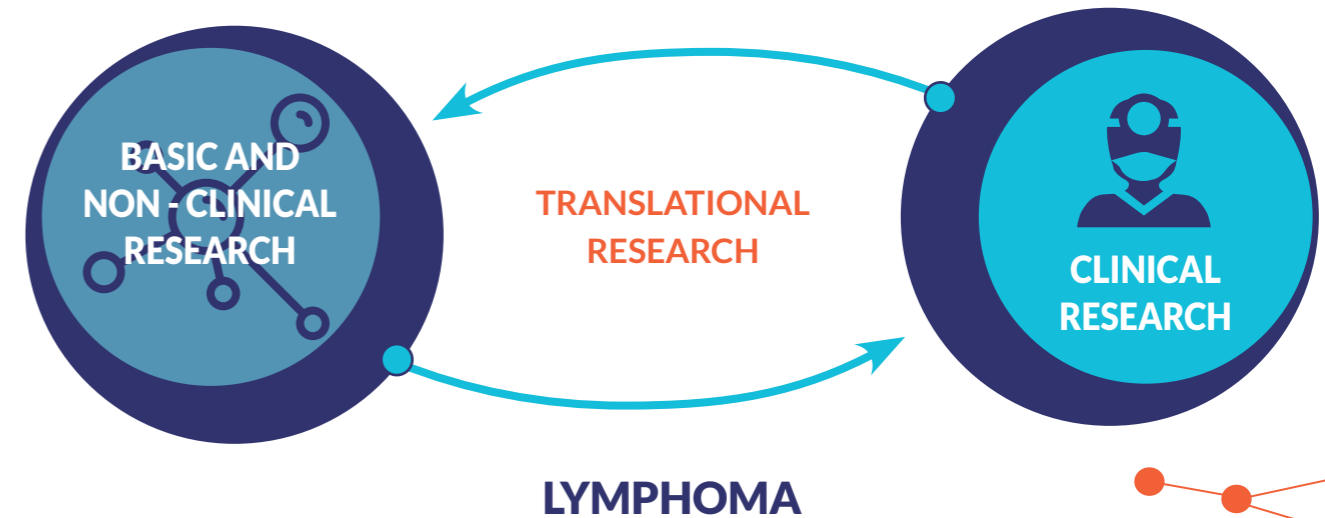 BASIC AND
NON - CLINICAL
RESEARCH
TRANSLATIONAL
RESEARCH
CLINICAL
RESEARCH
LYMPHOMA